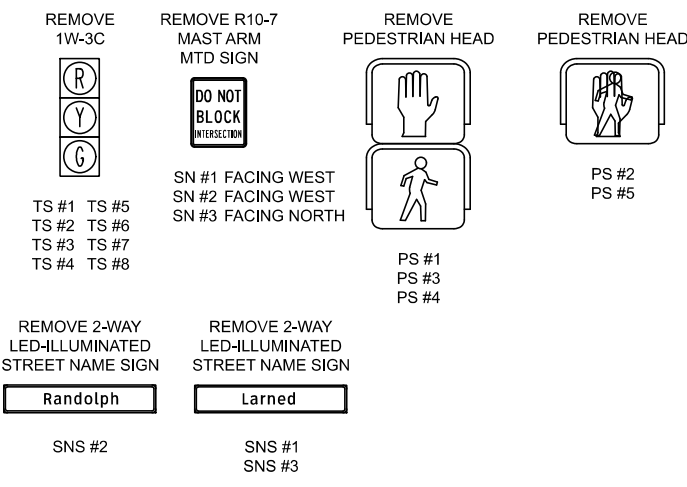 REMOVE
1W-3C
R
Y
G
TS #1 TS #5
TS #2 TS #6
TS #3 TS #7
TS #4 TS #8
REMOVE R10-7
MAST ARM
MTD SIGN
DO NOT
BLOCK
INTERSECTION
SN #1 FACING WEST
SN #2 FACING WEST
SN #3 FACING NORTH
REMOVE
PEDESTRIAN HEAD
PS #1
PS #3
PS #4
REMOVE
PEDESTRIAN HEAD
PS #2
PS #5
REMOVE 2-WAY
LED-ILLUMINATED
STREET NAME SIGN
Randolph
SNS #2
REMOVE 2-WAY
LED-ILLUMINATED
STREET NAME SIGN
Larned
SNS #1
SNS #3